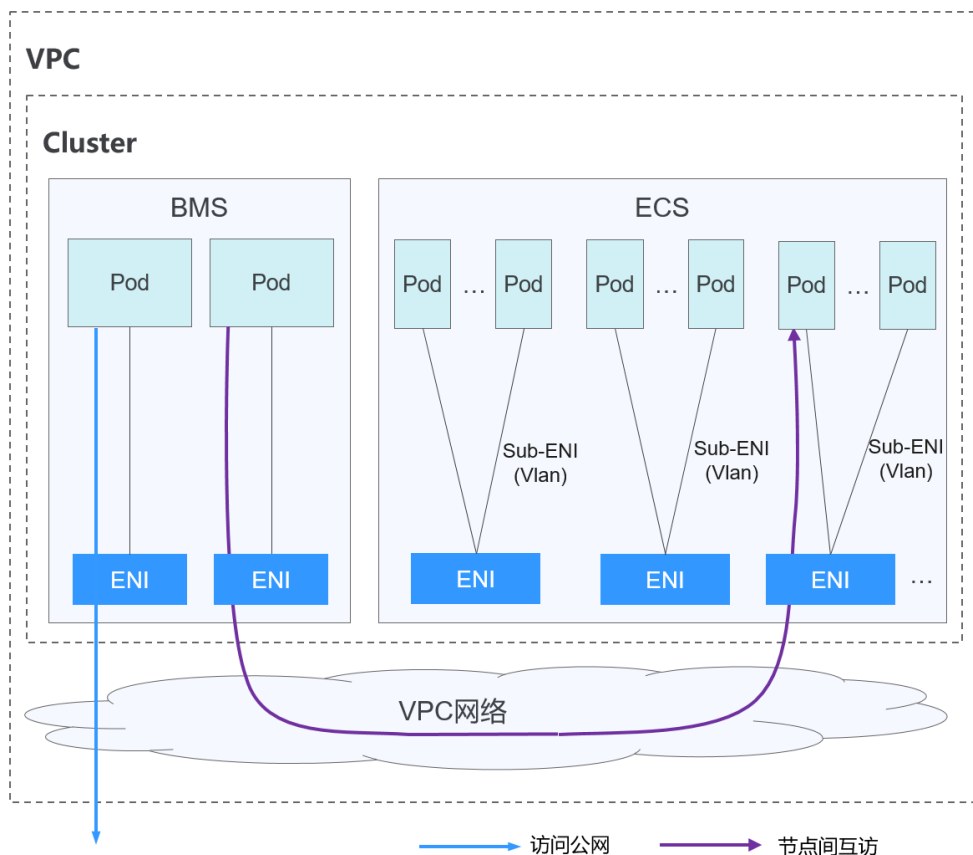 VPC
Cluster
BMS
ECS
Pod
Pod
Pod
…
Pod
Pod
…
Pod
Pod
…
Pod
Sub-ENI
(Vlan)
Sub-ENI
(Vlan)
Sub-ENI
(Vlan)
ENI
ENI
ENI
ENI
ENI
…
VPC网络
访问公网
节点间互访